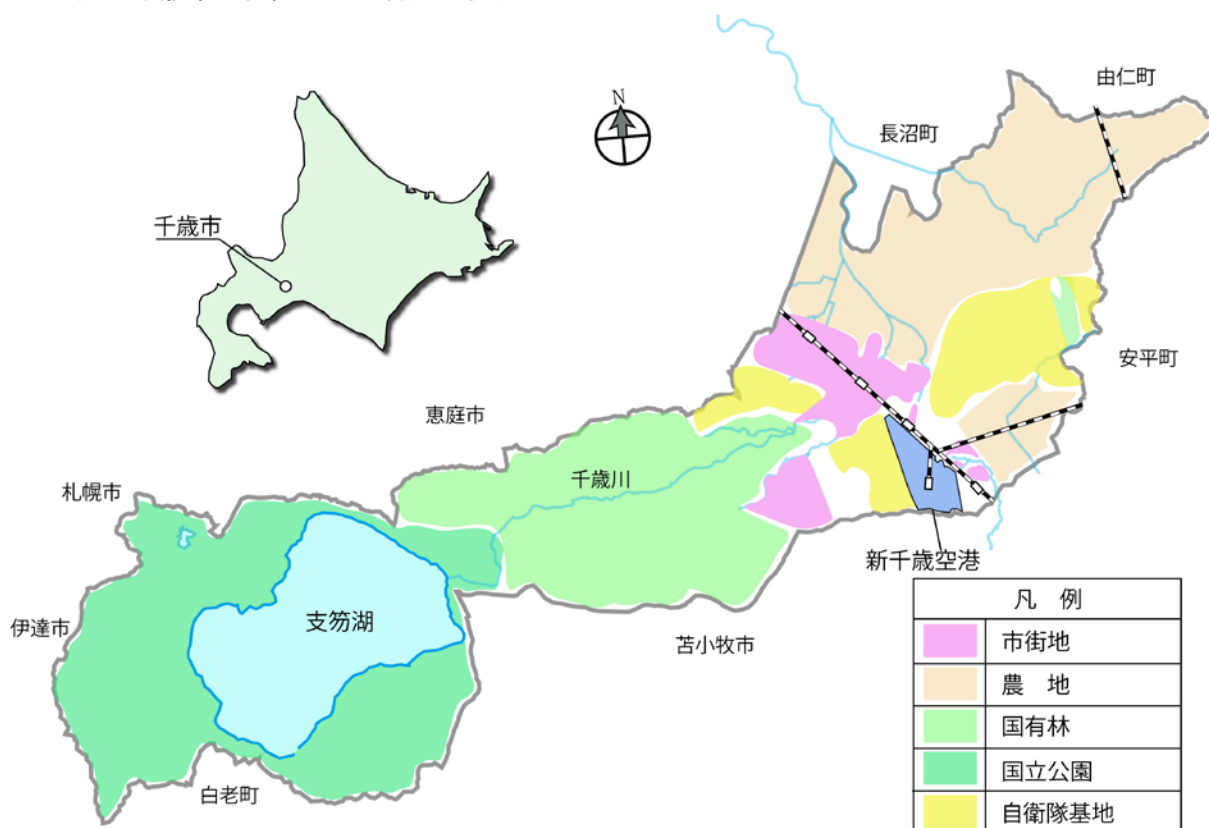 N
由仁町
長沼町
千歳市
安平町
恵庭市
千歳川
札幌市
新千歳空港
支笏湖
伊達市
苫小牧市
白老町
凡 例
市街地
農 地
国有林
国立公園
自衛隊基地